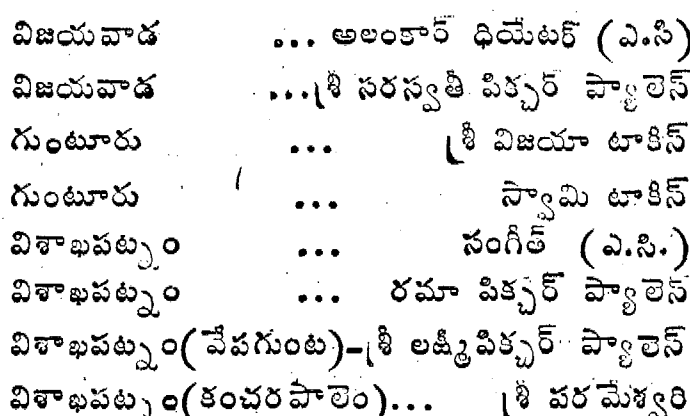 విజయవాడ ... అలంకార్ థియేటర్ (ఎ.సి)
విజయవాడ ...శ్రీ సరస్వతీ పిక్చర్ ప్యాలెస్
గుంటూరు ... శ్రీ విజయా టాకీస్
గుంటూరు ... స్వామి టాకీస్
విశాఖపట్నం ... సంగీత్ (ఎ.సి.)
విశాఖపట్నం ... రమా పిక్చర్ ప్యాలెస్
విశాఖపట్నం(వేపగుంట)-శ్రీ లక్ష్మీపిక్చర్ ప్యాలెస్
విశాఖపట్నం(కంచరపాలెం)... శ్రీ పరమేశ్వరి